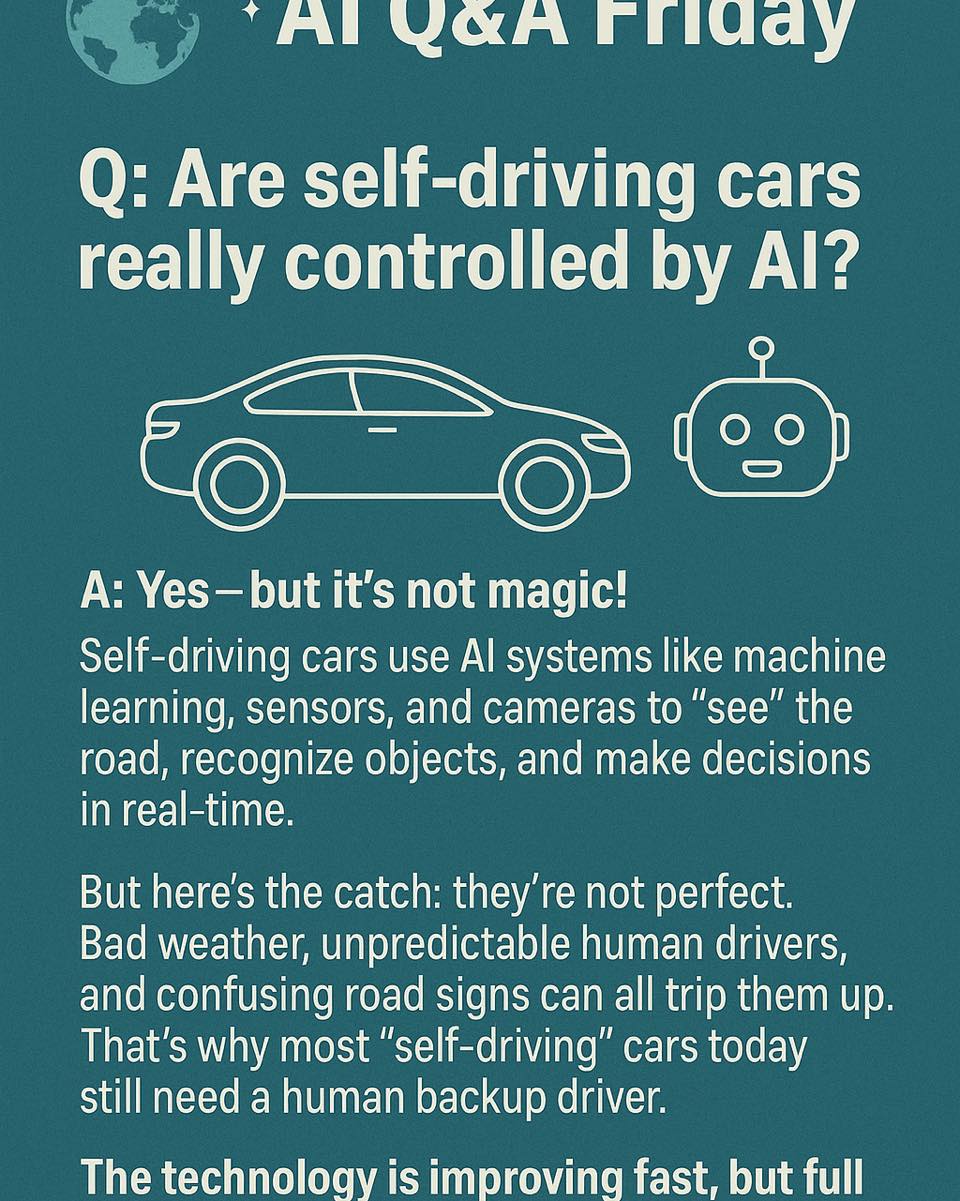 AI Q&A Friday
Q: Are self-driving cars
really controlled by AI?
A: Yes—but it's not magic!
Self-driving cars use AI systems like machine
learning, sensors, and cameras to “see” the
road, recognize objects, and make decisions
in real-time.
But here's the catch: they're not perfect.
Bad weather, unpredictable human drivers,
and confusing road signs can all trip them up.
That's why most “self-driving” cars today
still need a human backup driver.
The technology is improving fast, but full